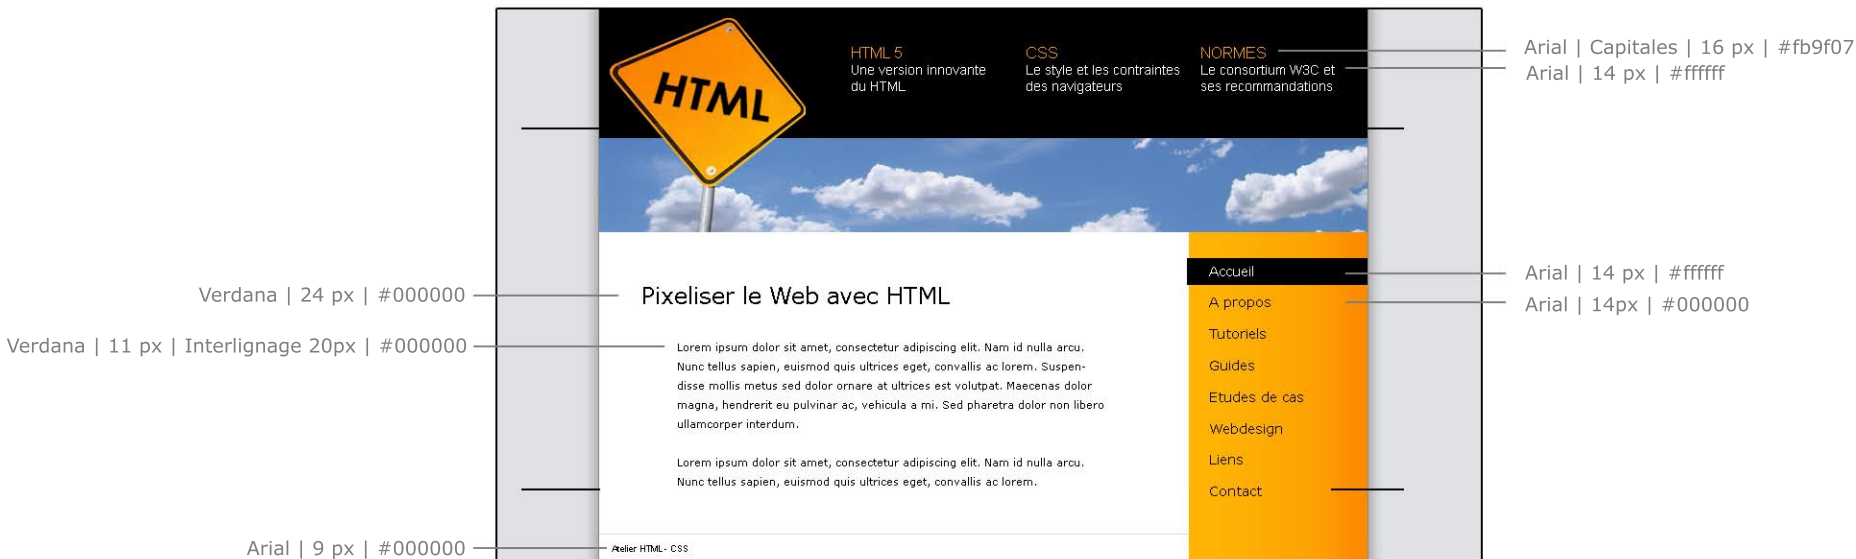 HTML
HTML 5
Une version innovante
du HTML
CSS
Le style et les contraintes
des navigateurs
NORMES
Le consortium W3C et
ses recommandations
Arial | Capitales | 16 px | #fb9f07
Arial | 14 px | #ffffff
Accueil
A propos
Tutoriels
Guides
Etudes de cas
Webdesign
Liens
Contact
Arial | 14 px | #ffffff
Arial | 14px | #000000
Verdana | 24 px | #000000
Pixeliser le Web avec HTML
Verdana | 11 px | Interlignage 20px | #000000
Lorem ipsum dolor sit amet, consectetur adipiscing elit. Nam id nulla arcu.
Nunc tellus sapien, euismod quis ultrices eget, convallis ac lorem. Suspen-
disse mollis metus sed dolor ornare at ultrices est volutpat. Maecenas dolor
magna, hendrerit eu pulvinar ac, vehicula a mi. Sed pharetra dolor non libero
ullamcorper interdum.
Lorem ipsum dolor sit amet, consectetur adipiscing elit. Nam id nulla arcu.
Nunc tellus sapien, euismod quis ultrices eget, convallis ac lorem.
Arial | 9 px | #000000
Atelier HTML - CSS